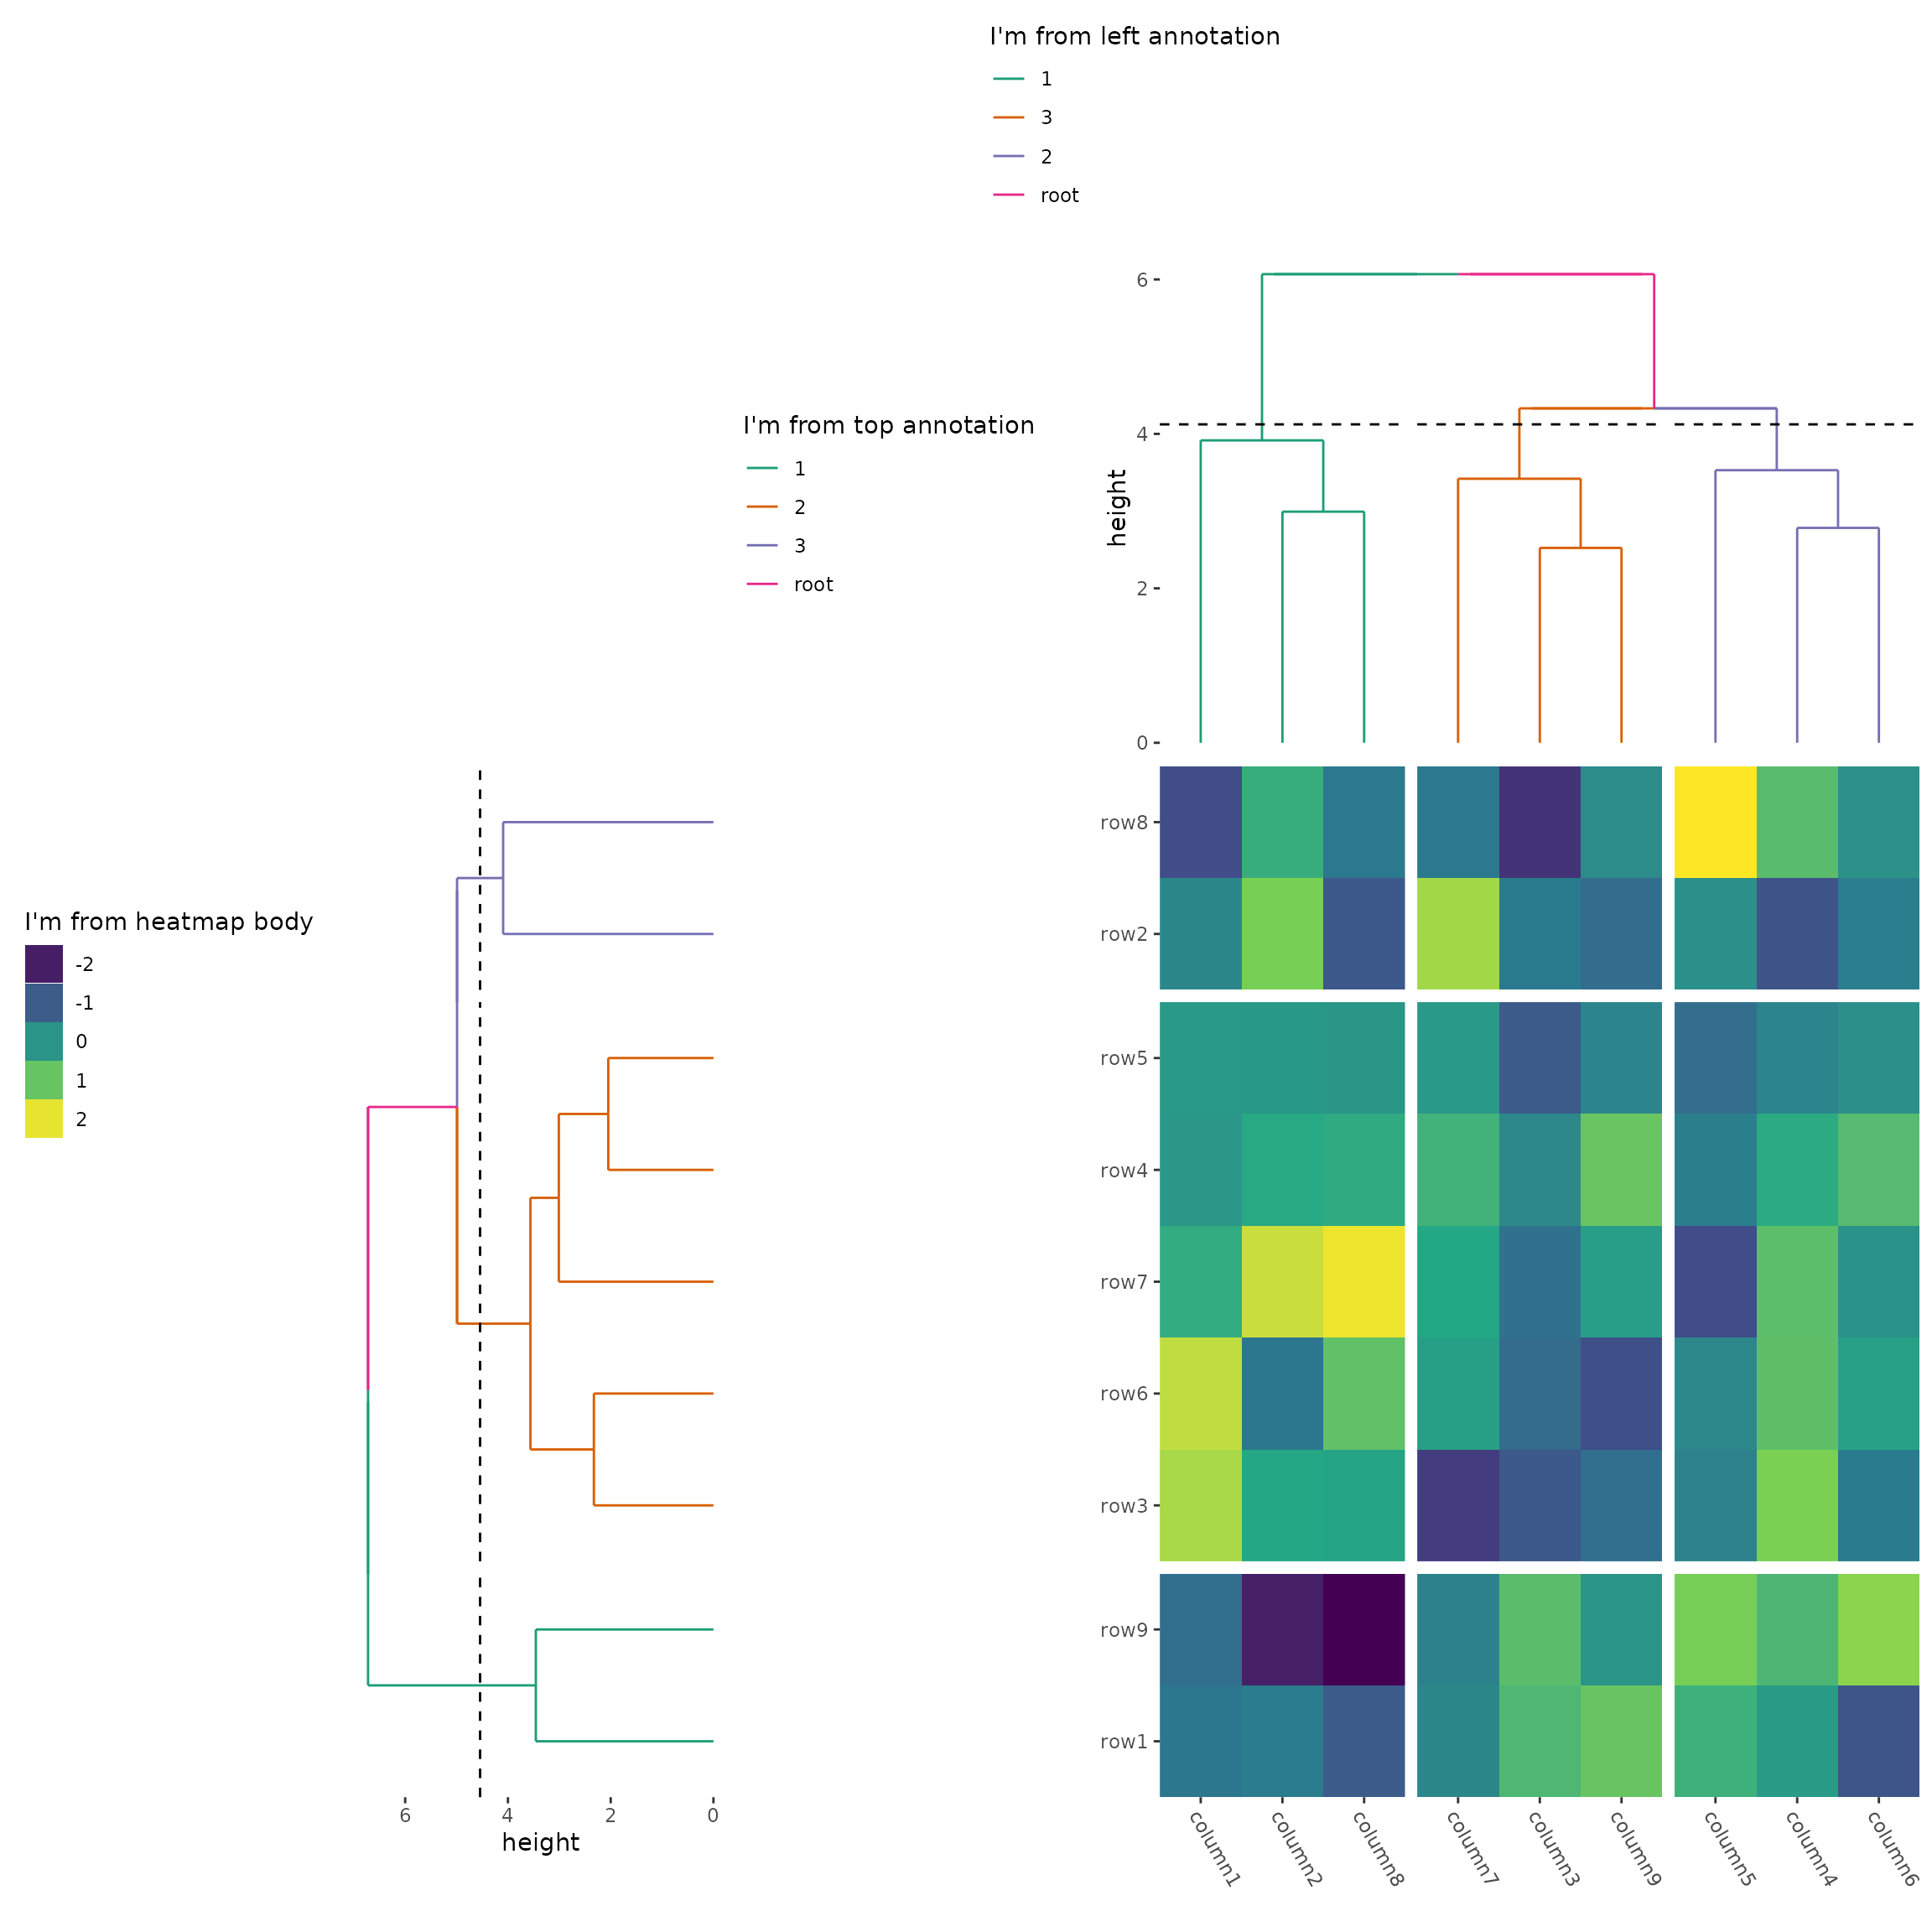 I'm from left annotation
1
3
2
root
I'm from top annotation
1
2
3
root
I'm from heatmap body
-2
-1
0
1
2
6
4
2
0
height
row8
row2
row5
row4
row7
row6
row3
row9
row1
6 4 2 0
height
column1 column2 column8 column7 column3 column9 column5 column4 column6